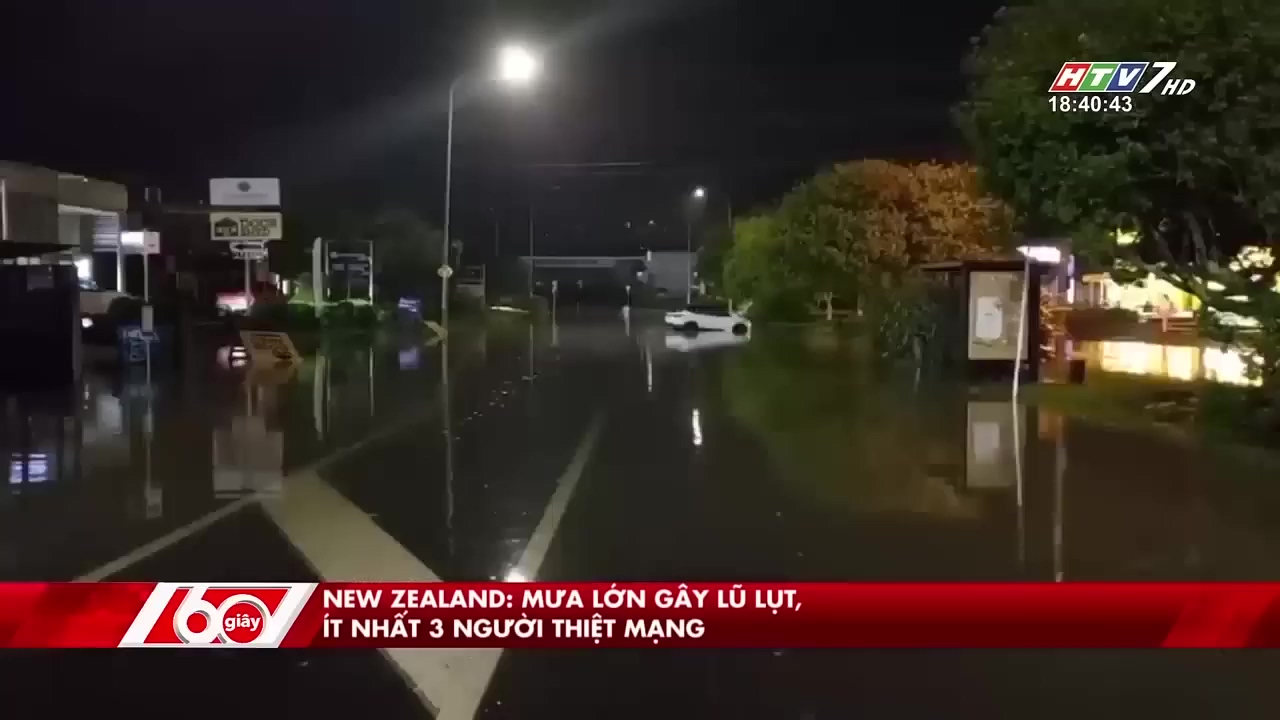 HTV7 HD
18:40:43
60 giây
NEW ZEALAND: MƯA LỚN GÂY LŨ LỤT,
ÍT NHẤT 3 NGƯỜI THIỆT MẠNG